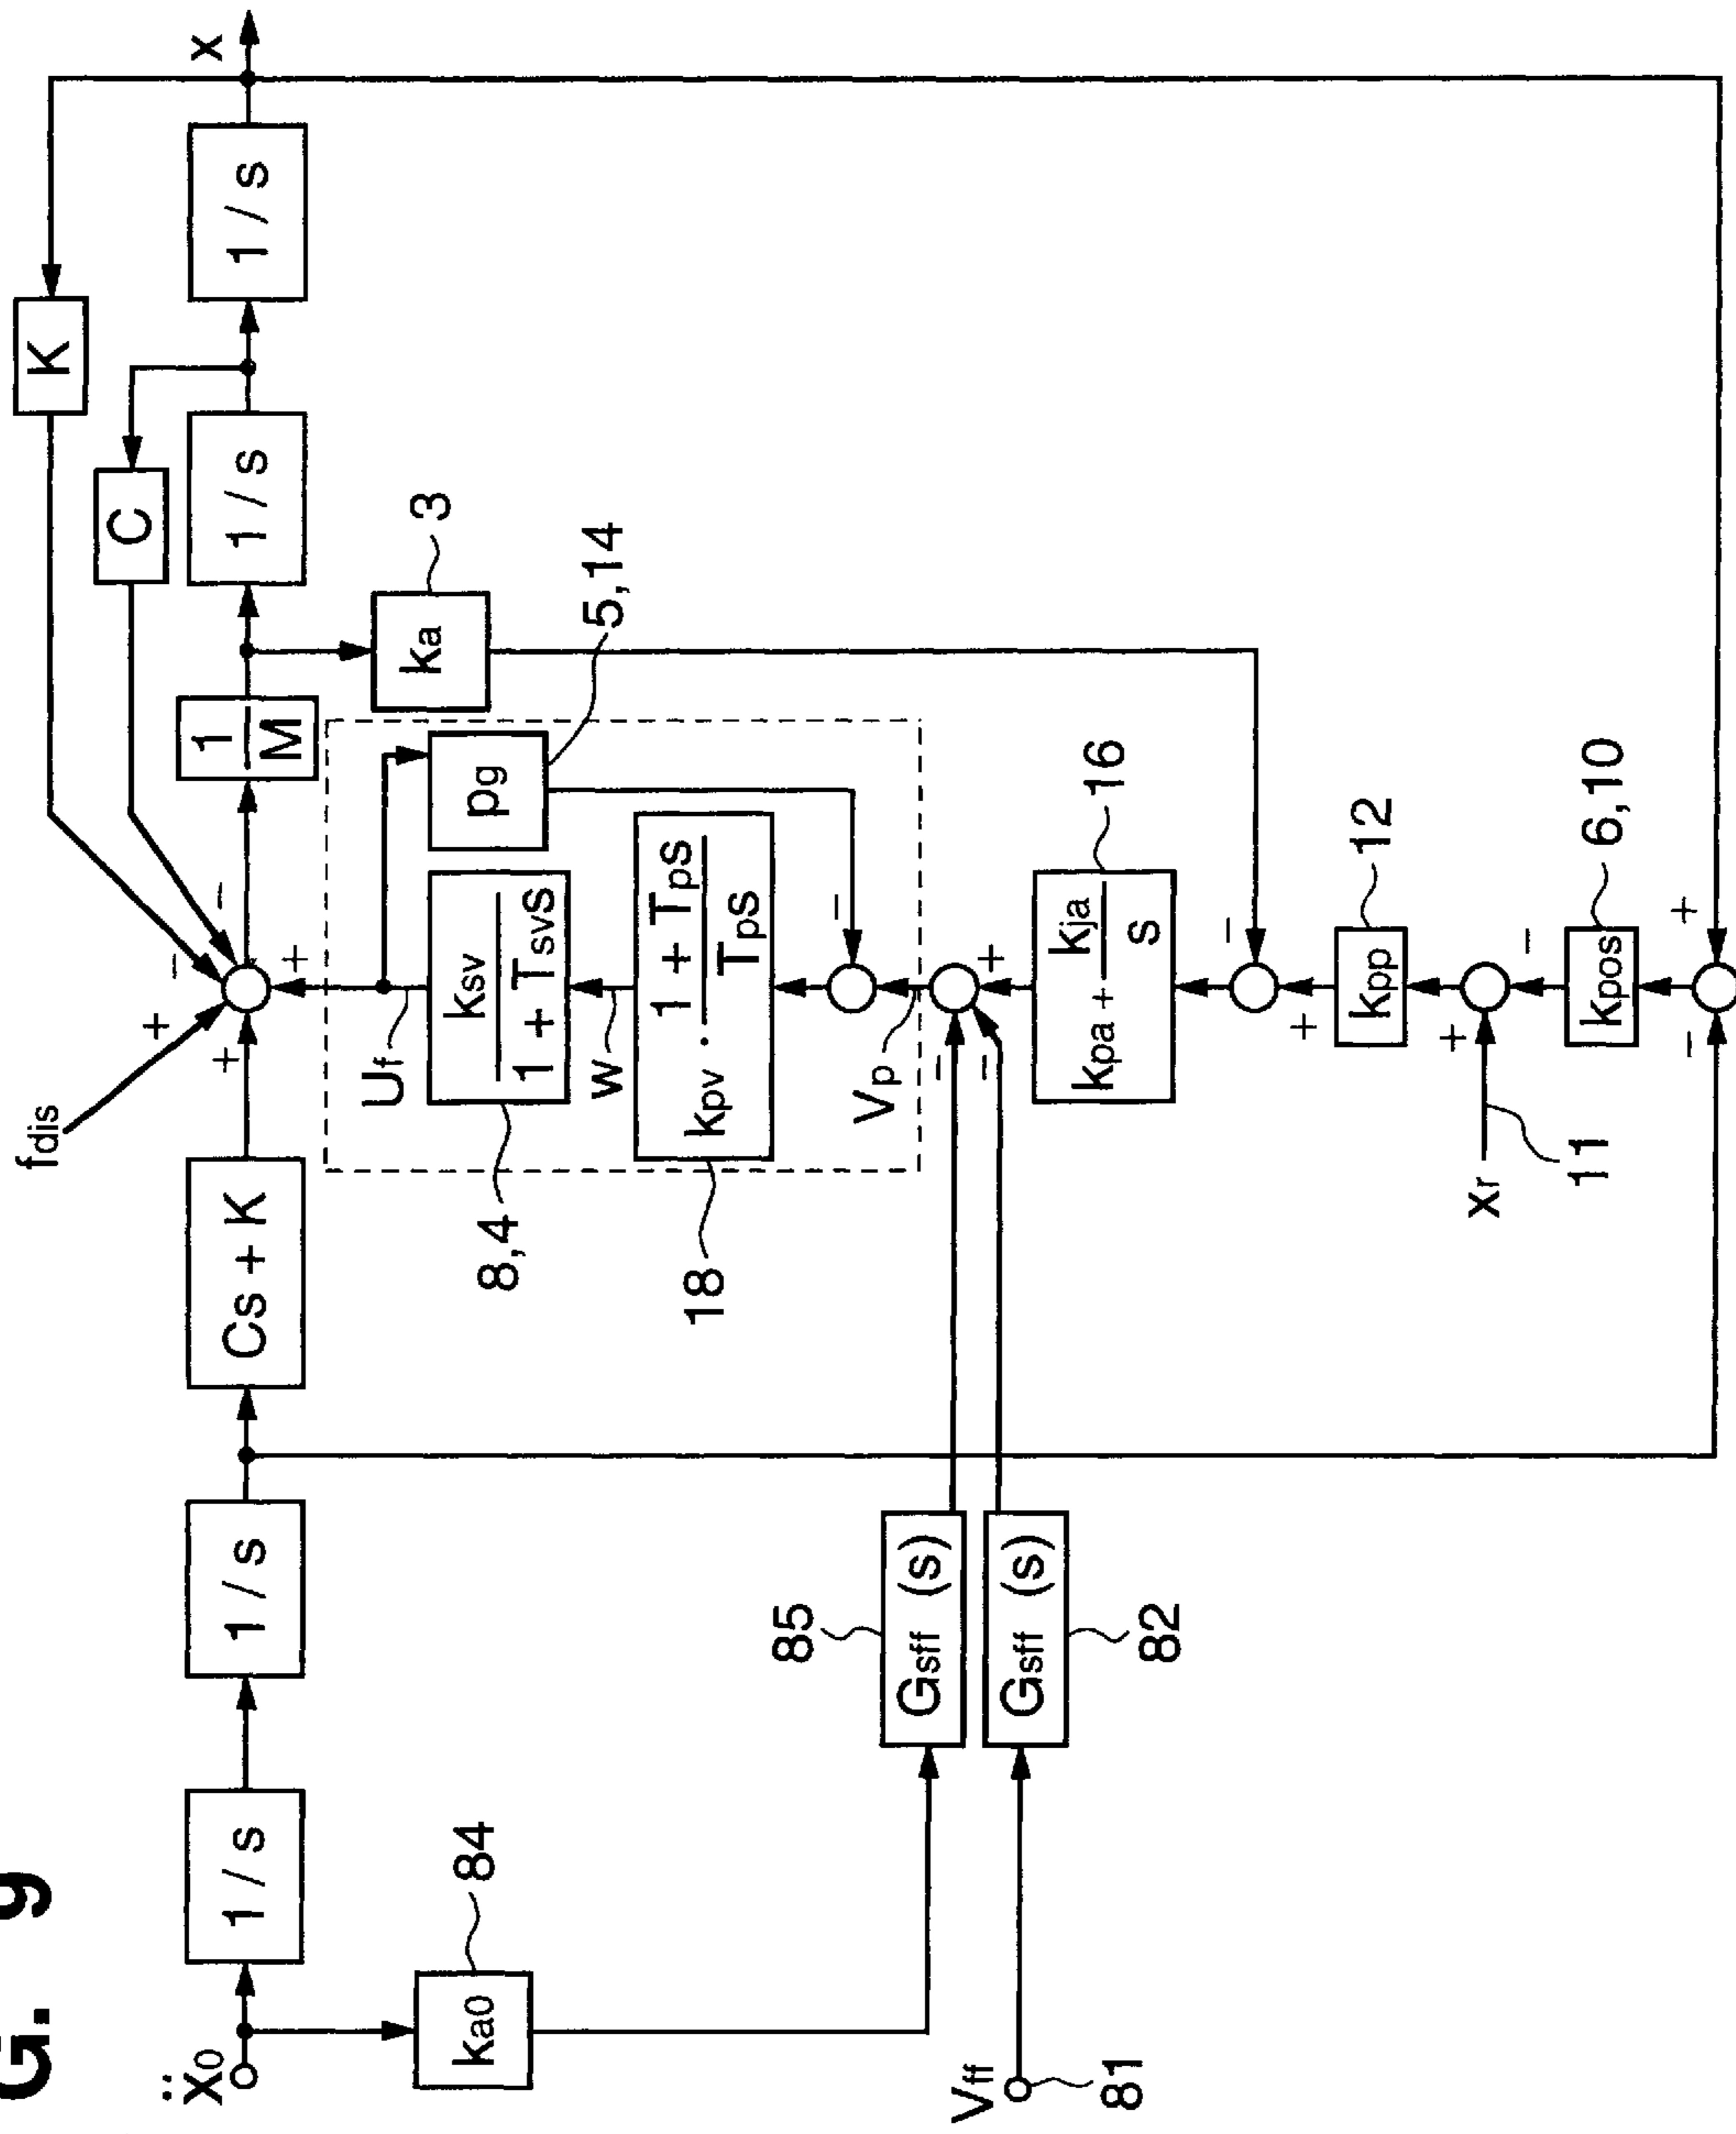 G. 9
ẍ0
1 / s
1 / s
Cs + K
fdis
+
+
-
-
+
1
M
1 / s
1 / s
x
K
C
ka0
84
ka
3
Uf
ksv
1 + Tsvs
8,4
pg
5,14
w
kpv · 1 + Tps
Tps
18
-
Vp
-
-
+
85
Gsff (s)
Gsff (s)
82
Vff
81
kpa + kja
s
16
-
+
kpp
12
+
-
xr
11
kpos
6,10
-
+